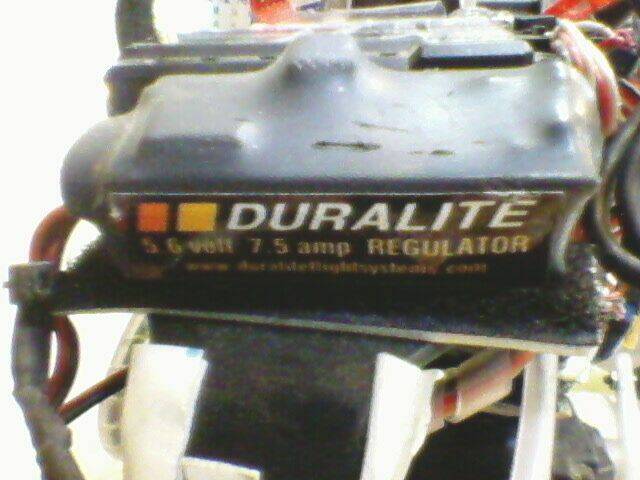 DURALITE
5.6 volt 7.5 amp REGULATOR
www.duraliteflightsystems.com